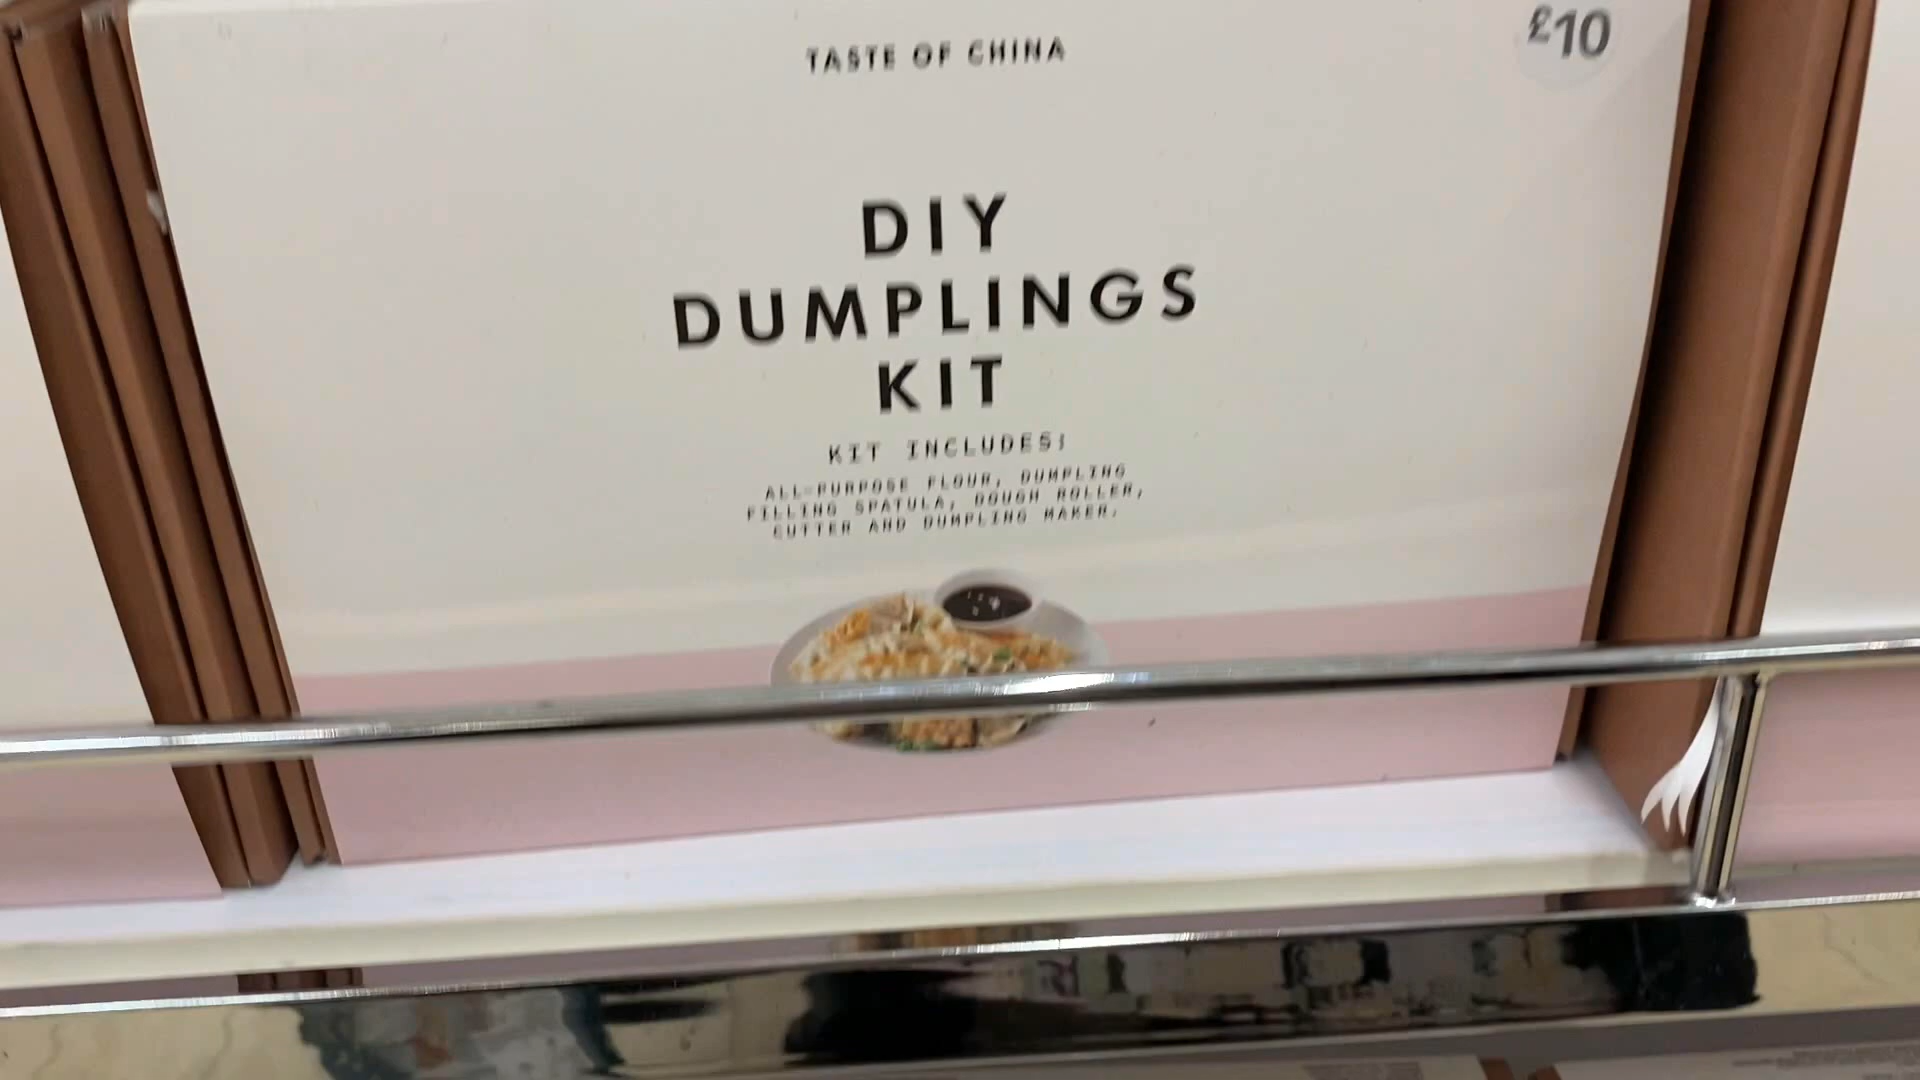 TASTE OF CHINA
£10
DIY
DUMPLINGS
KIT
KIT INCLUDES:
ALL-PURPOSE FLOUR, DUMPLING
FILLING SPATULA, DOUGH ROLLER,
CUTTER AND DUMPLING MAKER.